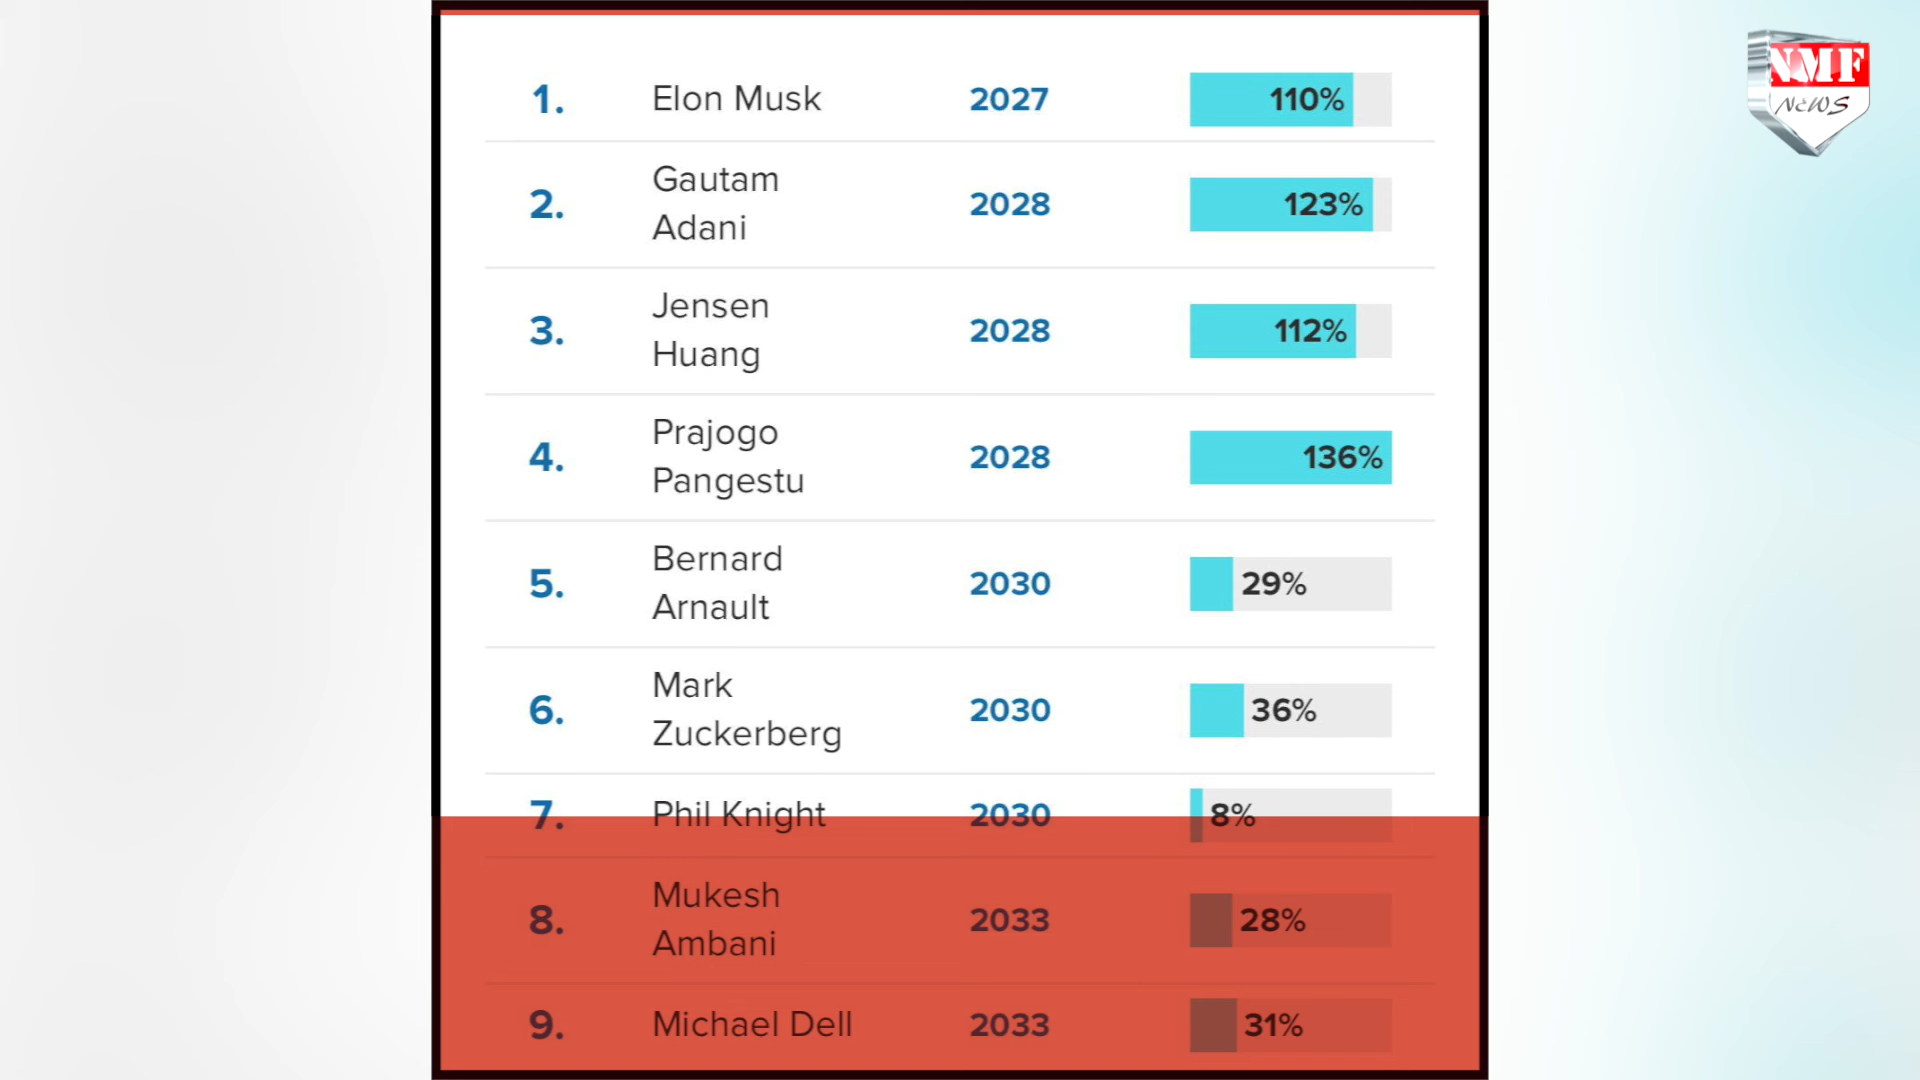 NMF
NEWS
1. Elon Musk 2027 110%
2. Gautam Adani 2028 123%
3. Jensen Huang 2028 112%
4. Prajogo Pangestu 2028 136%
5. Bernard Arnault 2030 29%
6. Mark Zuckerberg 2030 36%
7. Phil Knight 2030 8%
8. Mukesh Ambani 2033 28%
9. Michael Dell 2033 31%